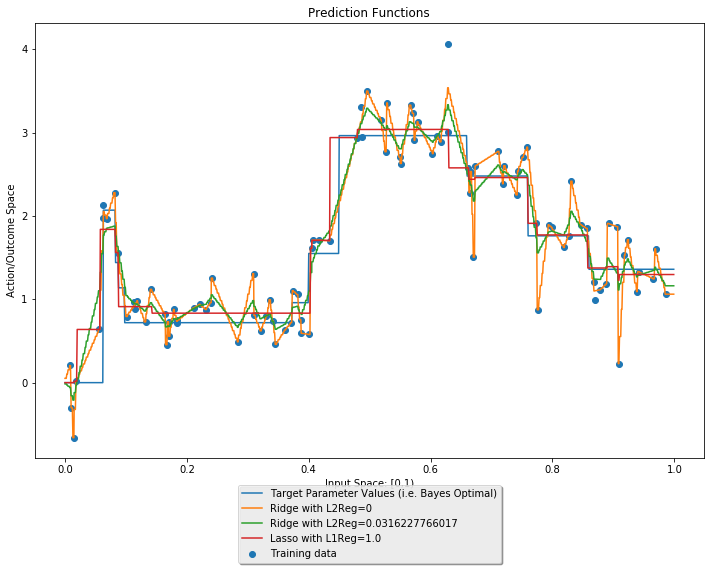 Prediction Functions
Action/Outcome Space
4
3
2
1
0
0.0 0.2 0.4 0.6 0.8 1.0
Input Space: [0,1)
Target Parameter Values (i.e. Bayes Optimal)
Ridge with L2Reg=0
Ridge with L2Reg=0.0316227766017
Lasso with L1Reg=1.0
Training data